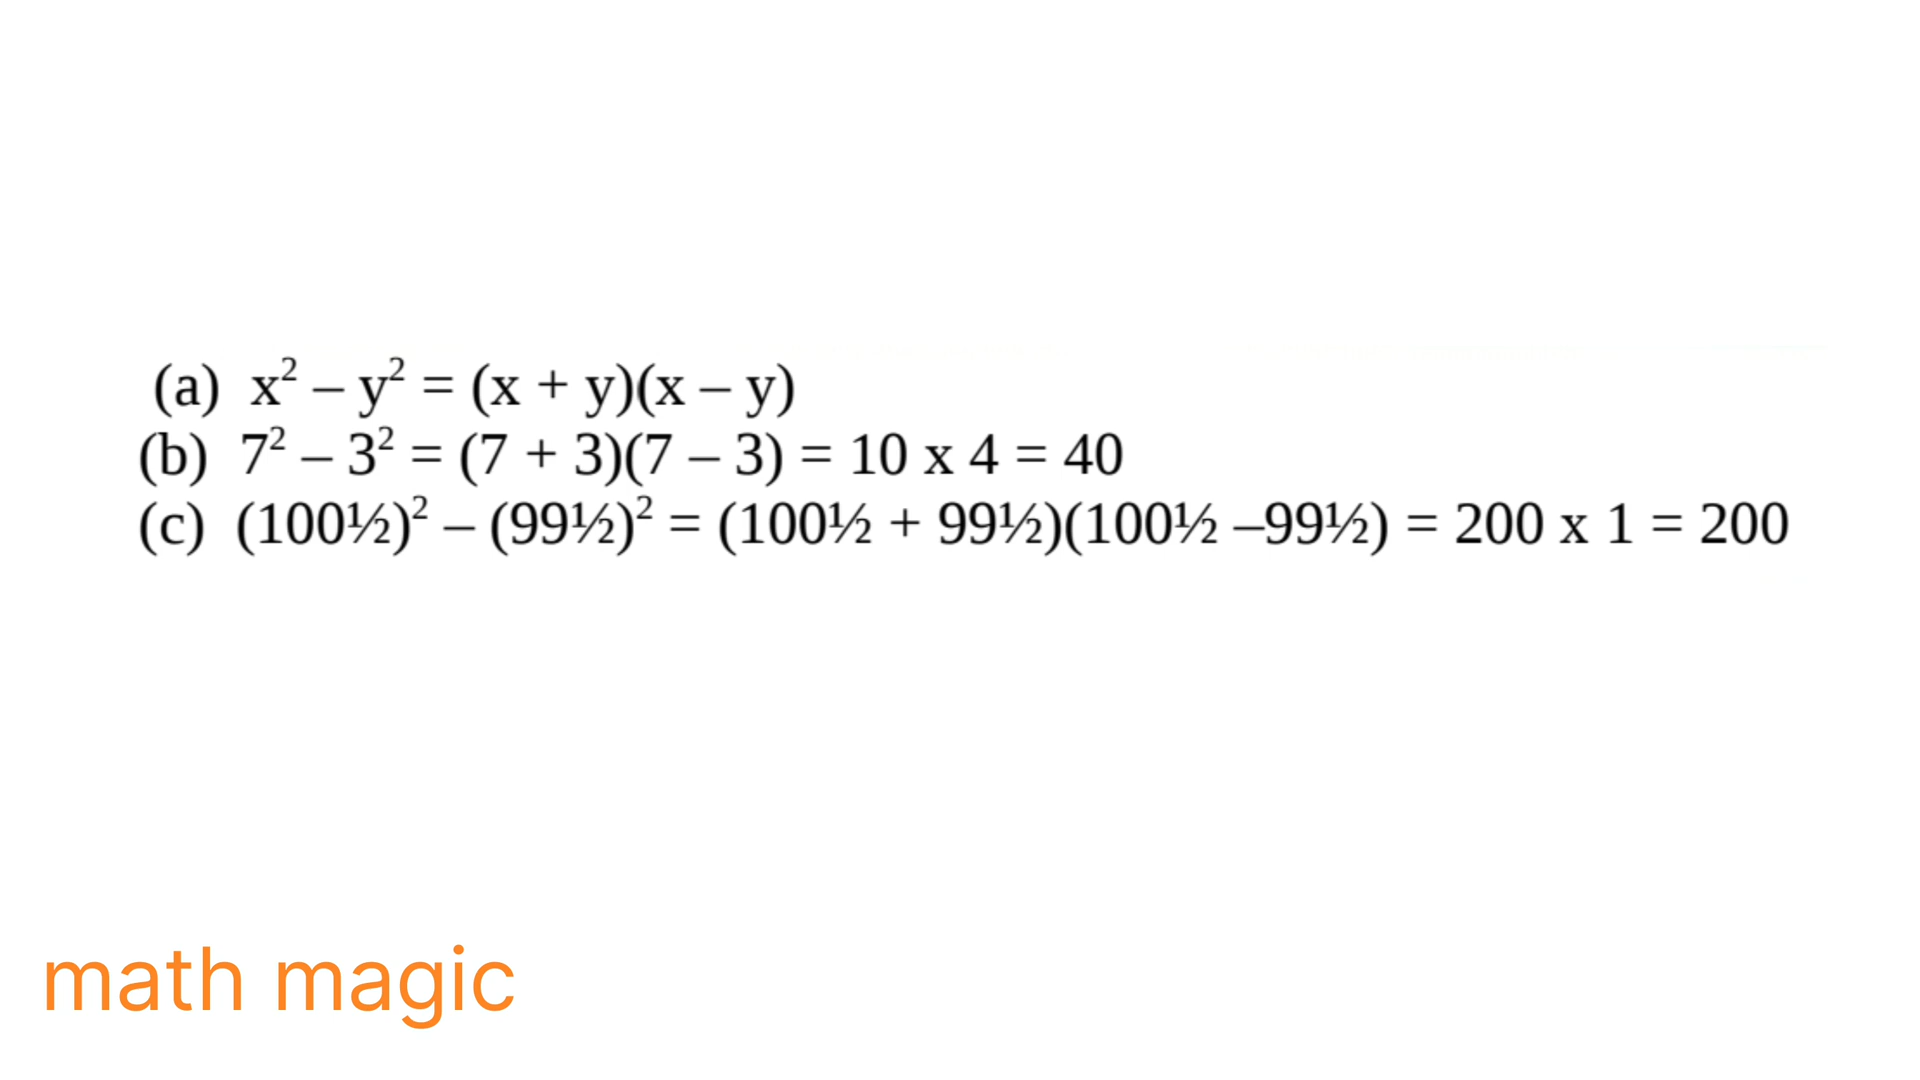 (a) x² – y² = (x + y)(x – y)
(b) 7² – 3² = (7 + 3)(7 – 3) = 10 x 4 = 40
(c) (100½)² – (99½)² = (100½ + 99½)(100½ –99½) = 200 x 1 = 200
math magic